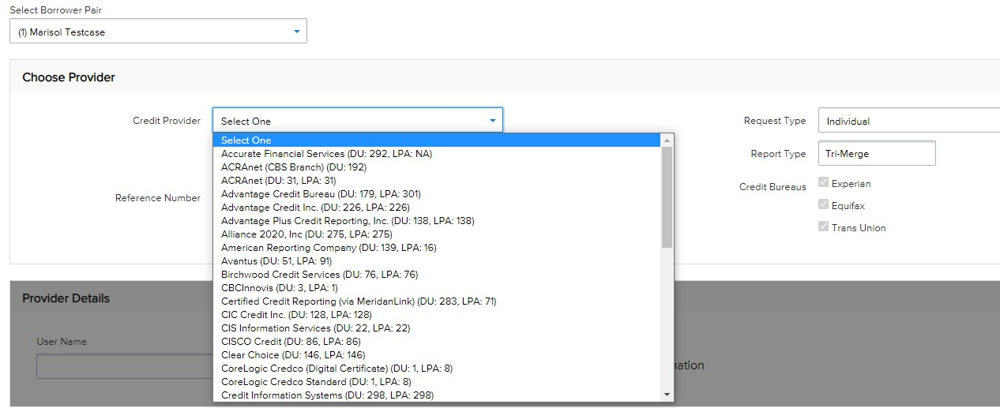 Select Borrower Pair
(1) Marisol Testcase
Choose Provider
Credit Provider
Select One
Request Type
Individual
Select One
Accurate Financial Services (DU: 292, LPA: NA)
ACRAnet (CBS Branch) (DU: 192)
ACRAnet (DU: 31, LPA: 31)
Advantage Credit Bureau (DU: 179, LPA: 301)
Advantage Credit Inc. (DU: 226, LPA: 226)
Advantage Plus Credit Reporting, Inc. (DU: 138, LPA: 138)
Alliance 2020, Inc (DU: 275, LPA: 275)
American Reporting Company (DU: 139, LPA: 16)
Avantus (DU: 51, LPA: 91)
Birchwood Credit Services (DU: 76, LPA: 76)
CBCInnovis (DU: 3, LPA: 1)
Certified Credit Reporting (via MeridanLink) (DU: 283, LPA: 71)
CIC Credit Inc. (DU: 128, LPA: 128)
CIS Information Services (DU: 22, LPA: 22)
CISCO Credit (DU: 86, LPA: 86)
Clear Choice (DU: 146, LPA: 146)
CoreLogic Credco (Digital Certificate) (DU: 1, LPA: 8)
CoreLogic Credco Standard (DU: 1, LPA: 8)
Credit Information Systems (DU: 298, LPA: 298)
Report Type
Tri-Merge
Reference Number
Credit Bureaus
Experian
Equifax
Trans Union
Provider Details
User Name